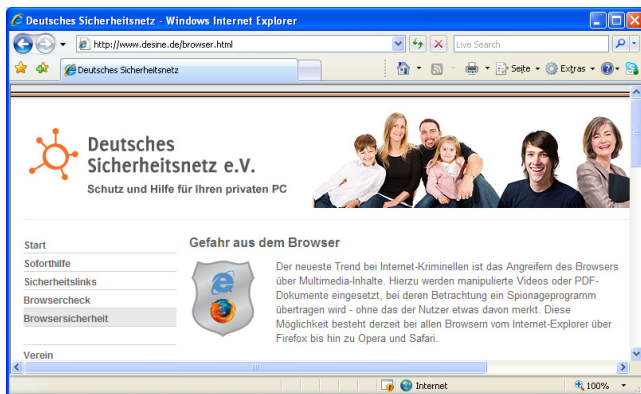 Deutsches Sicherheitsnetz - Windows Internet Explorer
http://www.desine.de/browser.html
Live Search
Deutsches Sicherheitsnetz
Seite
Extras
Deutsches
Sicherheitsnetz e.V.
Schutz und Hilfe für Ihren privaten PC
Start
Soforthilfe
Sicherheitslinks
Browsercheck
Browsersicherheit
Verein
Gefahr aus dem Browser
Der neueste Trend bei Internet-Kriminellen ist das Angreifern des Browsers
über Multimedia-Inhalte. Hierzu werden manipulierte Videos oder PDF-
Dokumente eingesetzt, bei deren Betrachtung ein Spionageprogramm
übertragen wird - ohne das der Nutzer etwas davon merkt. Diese
Möglichkeit besteht derzeit bei allen Browsern vom Internet-Explorer über
Firefox bis hin zu Opera und Safari.
Internet
100%